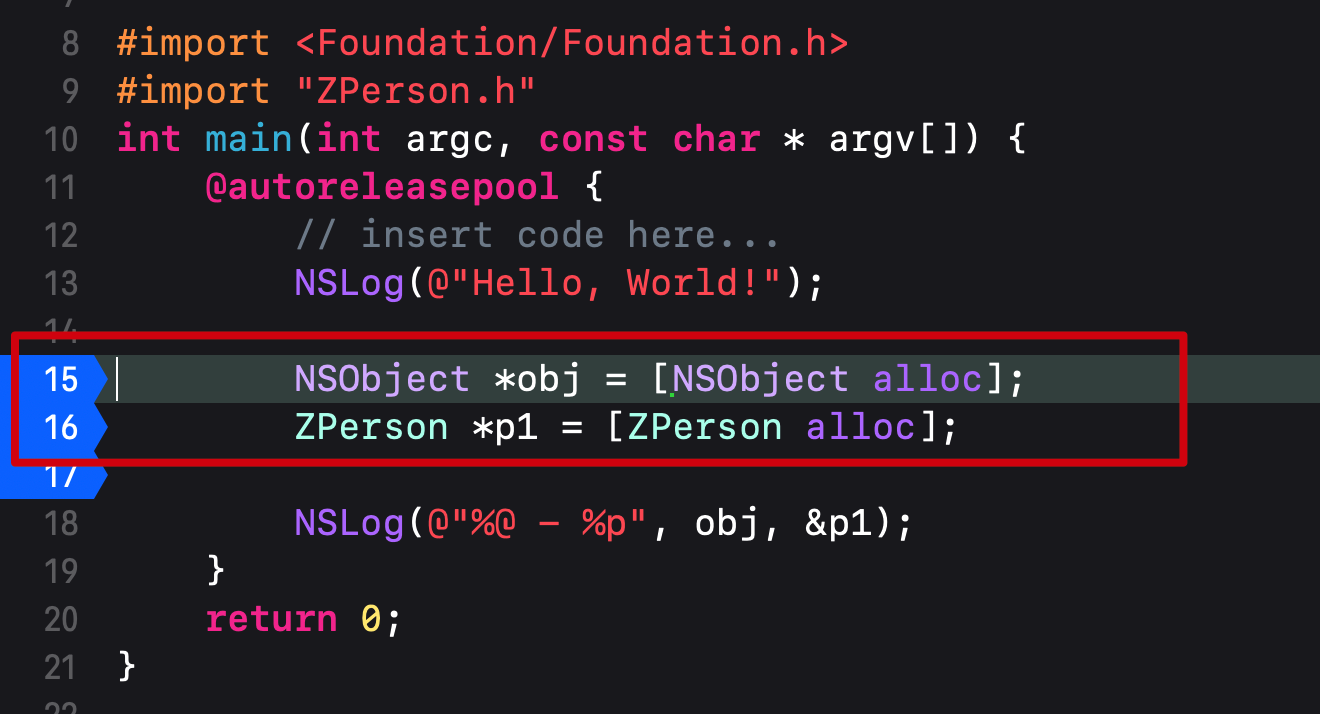 8 #import <Foundation/Foundation.h>
9 #import "ZPerson.h"
10 int main(int argc, const char * argv[]) {
11 @autoreleasepool {
12 // insert code here...
13 NSLog(@"Hello, World!");
14
15 NSObject *obj = [NSObject alloc];
16 ZPerson *p1 = [ZPerson alloc];
17
18 NSLog(@"%@ - %p", obj, &p1);
19 }
20 return 0;
21 }
22